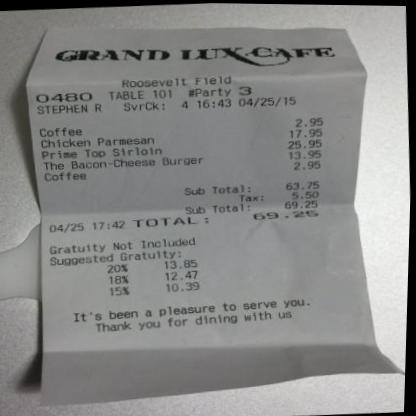 GRAND LUX CAFE
Roosevelt Field
0480 TABLE 101 #Party 3
STEPHEN R SvrCk: 4 16:43 04/25/15
Coffee 2.95
Chicken Parmesan 17.95
Prime Top Sirloin 25.95
The Bacon-Cheese Burger 13.95
Coffee 2.95
Sub Total: 63.75
Tax: 5.50
Sub Total: 69.25
04/25 17:42 TOTAL: 69.25
Gratuity Not Included
Suggested Gratuity:
20% 13.85
18% 12.47
15% 10.39
It's been a pleasure to serve you.
Thank you for dining with us